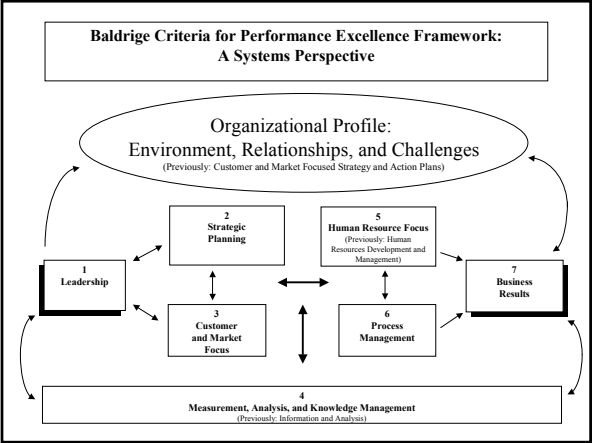 Baldrige Criteria for Performance Excellence Framework:
A Systems Perspective
Organizational Profile:
Environment, Relationships, and Challenges
(Previously: Customer and Market Focused Strategy and Action Plans)
2
Strategic
Planning
5
Human Resource Focus
(Previously: Human
Resources Development and
Management)
1
Leadership
7
Business
Results
3
Customer
and Market
Focus
6
Process
Management
4
Measurement, Analysis, and Knowledge Management
(Previously: Information and Analysis)